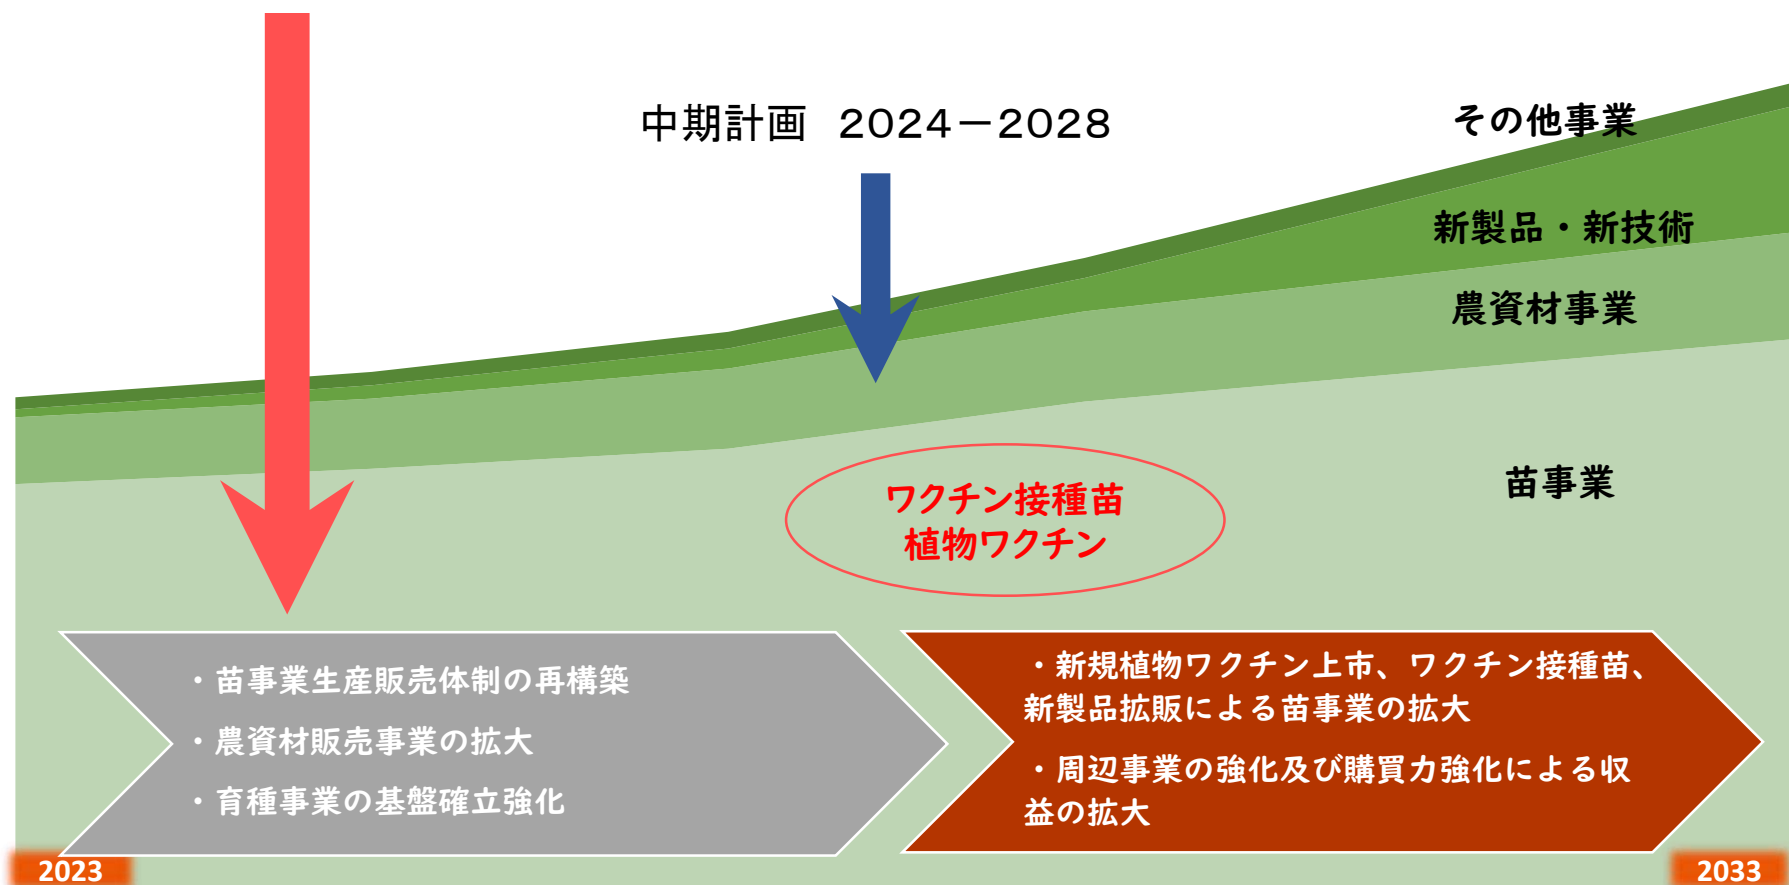 中期計画　2024－2028
その他事業
新製品・新技術
農資材事業
苗事業
ワクチン接種苗
植物ワクチン
・苗事業生産販売体制の再構築
・農資材販売事業の拡大
・育種事業の基盤確立強化
・新規植物ワクチン上市、ワクチン接種苗、
新製品拡販による苗事業の拡大
・周辺事業の強化及び購買力強化による収
益の拡大
2023
2033